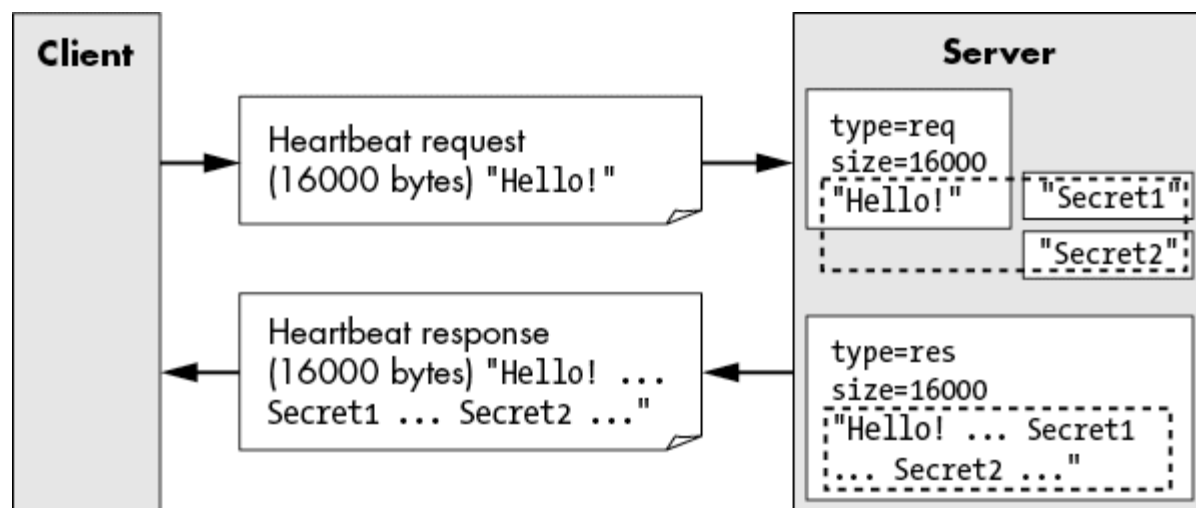 Client
Heartbeat request
(16000 bytes) "Hello!"
Server
type=req
size=16000
"Hello!"
"Secret1"
"Secret2"
Heartbeat response
(16000 bytes) "Hello! ...
Secret1 ... Secret2 ..."
type=res
size=16000
"Hello! ... Secret1
... Secret2 ..."